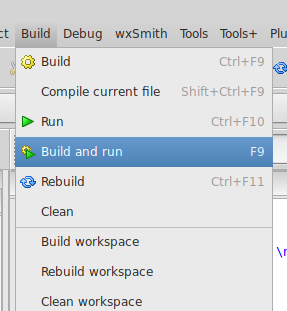 ct Build Debug wxSmith Tools Tools+ Plu
Build Ctrl+F9
Compile current file Shift+Ctrl+F9
Run Ctrl+F10
Build and run F9
Rebuild Ctrl+F11
Clean
Build workspace
\r
Rebuild workspace
Clean workspace